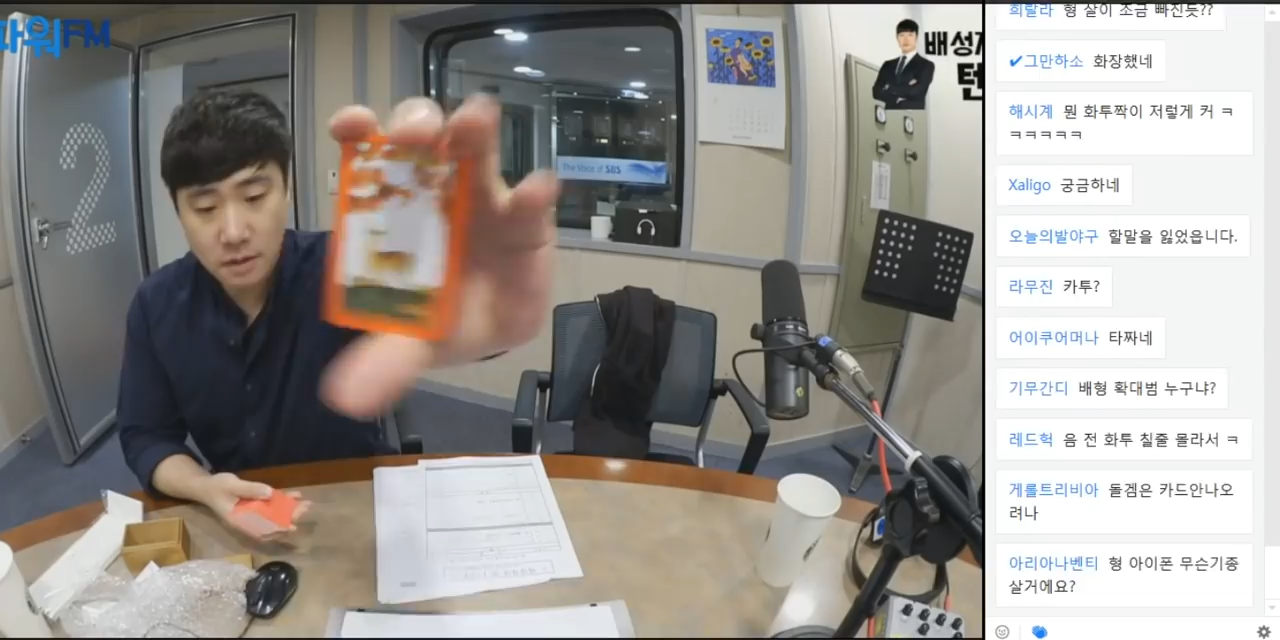 파워FM
2
The Voice of SBS
배성재
텐
희랄라 형 살이 조금 빠진듯??
✔그만하소 화장했네
해시계 뭔 화투짝이 저렇게 커 ㅋ
ㅋㅋㅋㅋㅋ
Xaligo 궁금하네
오늘의발야구 할말을 잃었읍니다.
라무진 카투?
어이쿠어머나 타짜네
기무간디 배형 확대범 누구냐?
레드헉 음 전 화투 칠줄 몰라서 ㅋ
게롤트리비아 돌겜은 카드안나오
려나
아리아나벤티 형 아이폰 무슨기종
살거에요?